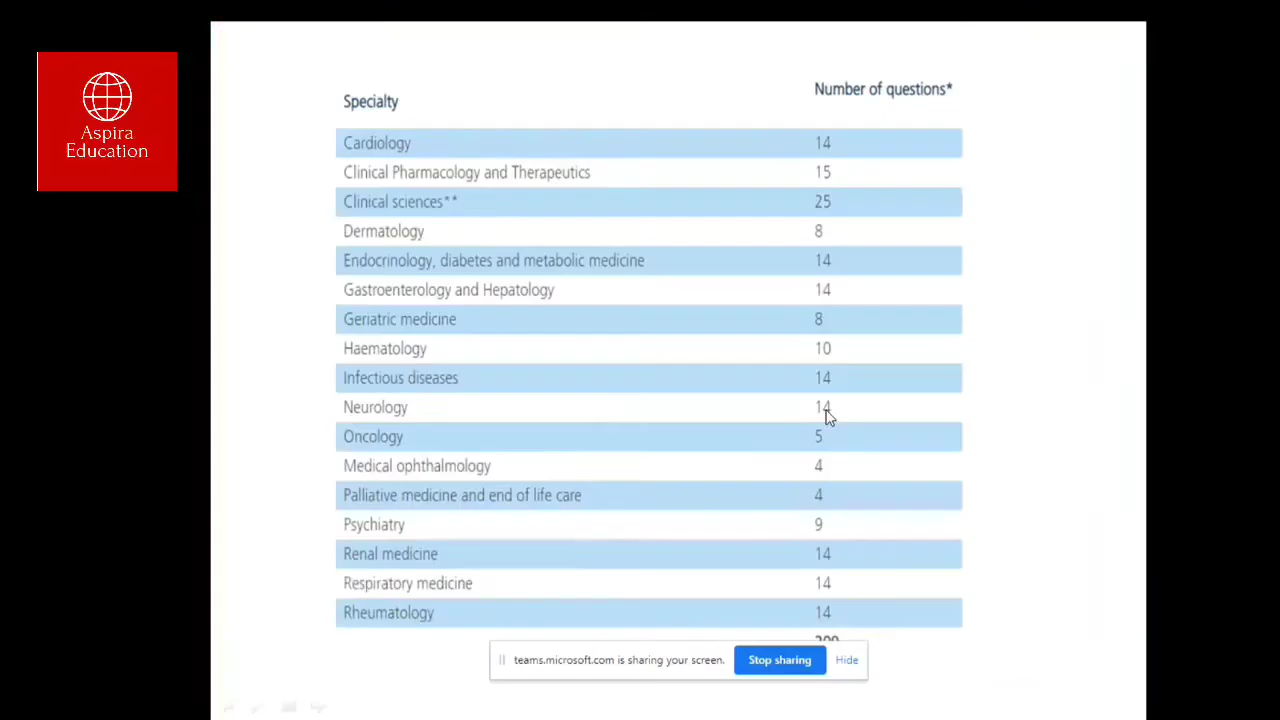 Aspira
Education
Specialty Number of questions*
Cardiology 14
Clinical Pharmacology and Therapeutics 15
Clinical sciences** 25
Dermatology 8
Endocrinology, diabetes and metabolic medicine 14
Gastroenterology and Hepatology 14
Geriatric medicine 8
Haematology 10
Infectious diseases 14
Neurology 14
Oncology 5
Medical ophthalmology 4
Palliative medicine and end of life care 4
Psychiatry 9
Renal medicine 14
Respiratory medicine 14
Rheumatology 14
teams.microsoft.com is sharing your screen. Stop sharing Hide